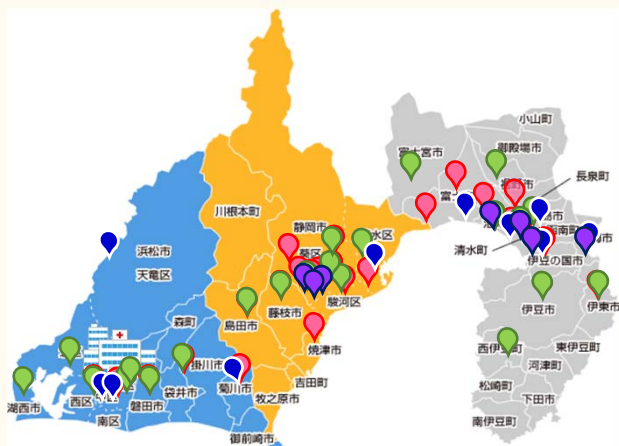 小山町
富士宮市
御殿場市
長泉町
川根本町
静岡市
葵区
清水町
浜松市
天竜区
伊豆の国市
駿河区
伊豆市
伊東市
森町
島田市
藤枝市
焼津市
西伊豆町
東伊豆町
河津町
掛川市
袋井市
菊川市
吉田町
牧之原市
松崎町
下田市
湖西市
西区
磐田市
南区
南伊豆町
御前崎市